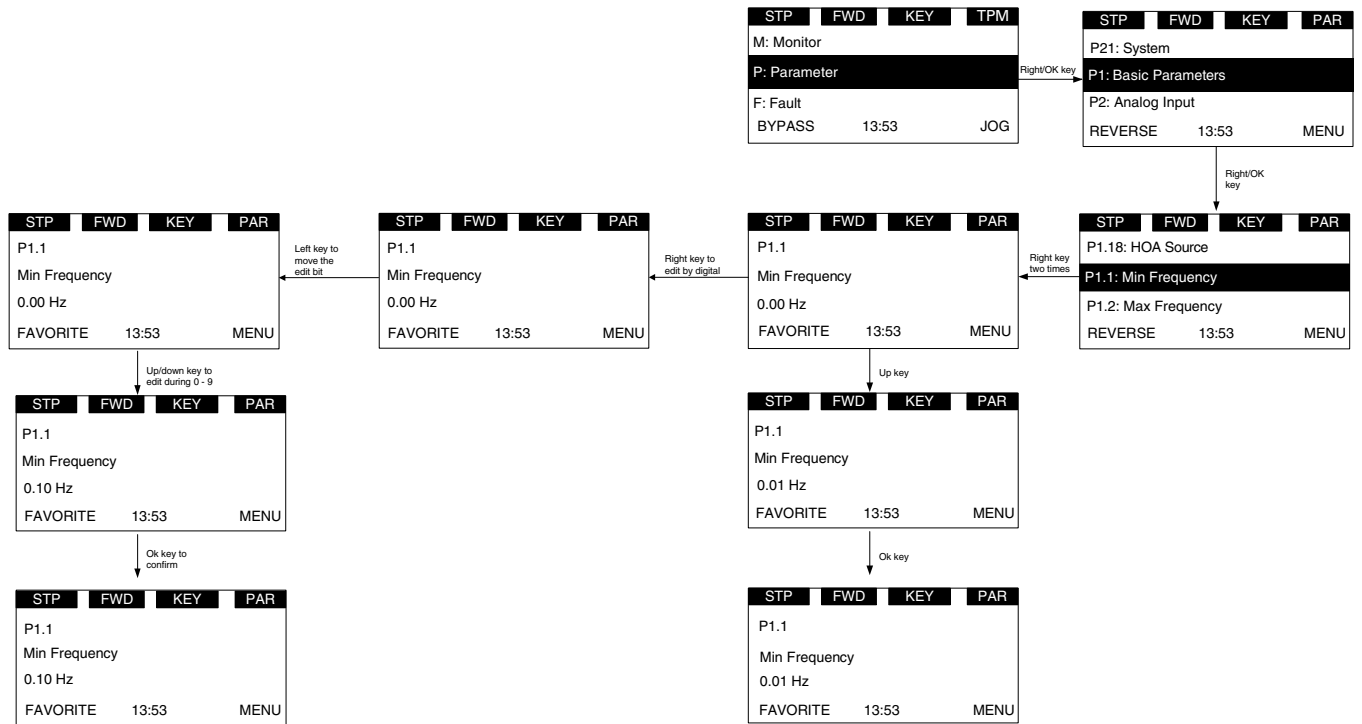 STP FWD KEY TPM
M: Monitor
P: Parameter
F: Fault
BYPASS 13:53 JOG
Right/OK key
STP FWD KEY PAR
P21: System
P1: Basic Parameters
P2: Analog Input
REVERSE 13:53 MENU
Right/OK
key
STP FWD KEY PAR
P1.18: HOA Source
P1.1: Min Frequency
P1.2: Max Frequency
REVERSE 13:53 MENU
Right key
two times
STP FWD KEY PAR
P1.1
Min Frequency
0.00 Hz
FAVORITE 13:53 MENU
Right key to
edit by digital
STP FWD KEY PAR
P1.1
Min Frequency
0.00 Hz
FAVORITE 13:53 MENU
Left key to
move the
edit bit
STP FWD KEY PAR
P1.1
Min Frequency
0.00 Hz
FAVORITE 13:53 MENU
Up/down key to
edit during 0 - 9
STP FWD KEY PAR
P1.1
Min Frequency
0.10 Hz
FAVORITE 13:53 MENU
Ok key to
confirm
STP FWD KEY PAR
P1.1
Min Frequency
0.10 Hz
FAVORITE 13:53 MENU
Up key
STP FWD KEY PAR
P1.1
Min Frequency
0.01 Hz
FAVORITE 13:53 MENU
Ok key
STP FWD KEY PAR
P1.1
Min Frequency
0.01 Hz
FAVORITE 13:53 MENU